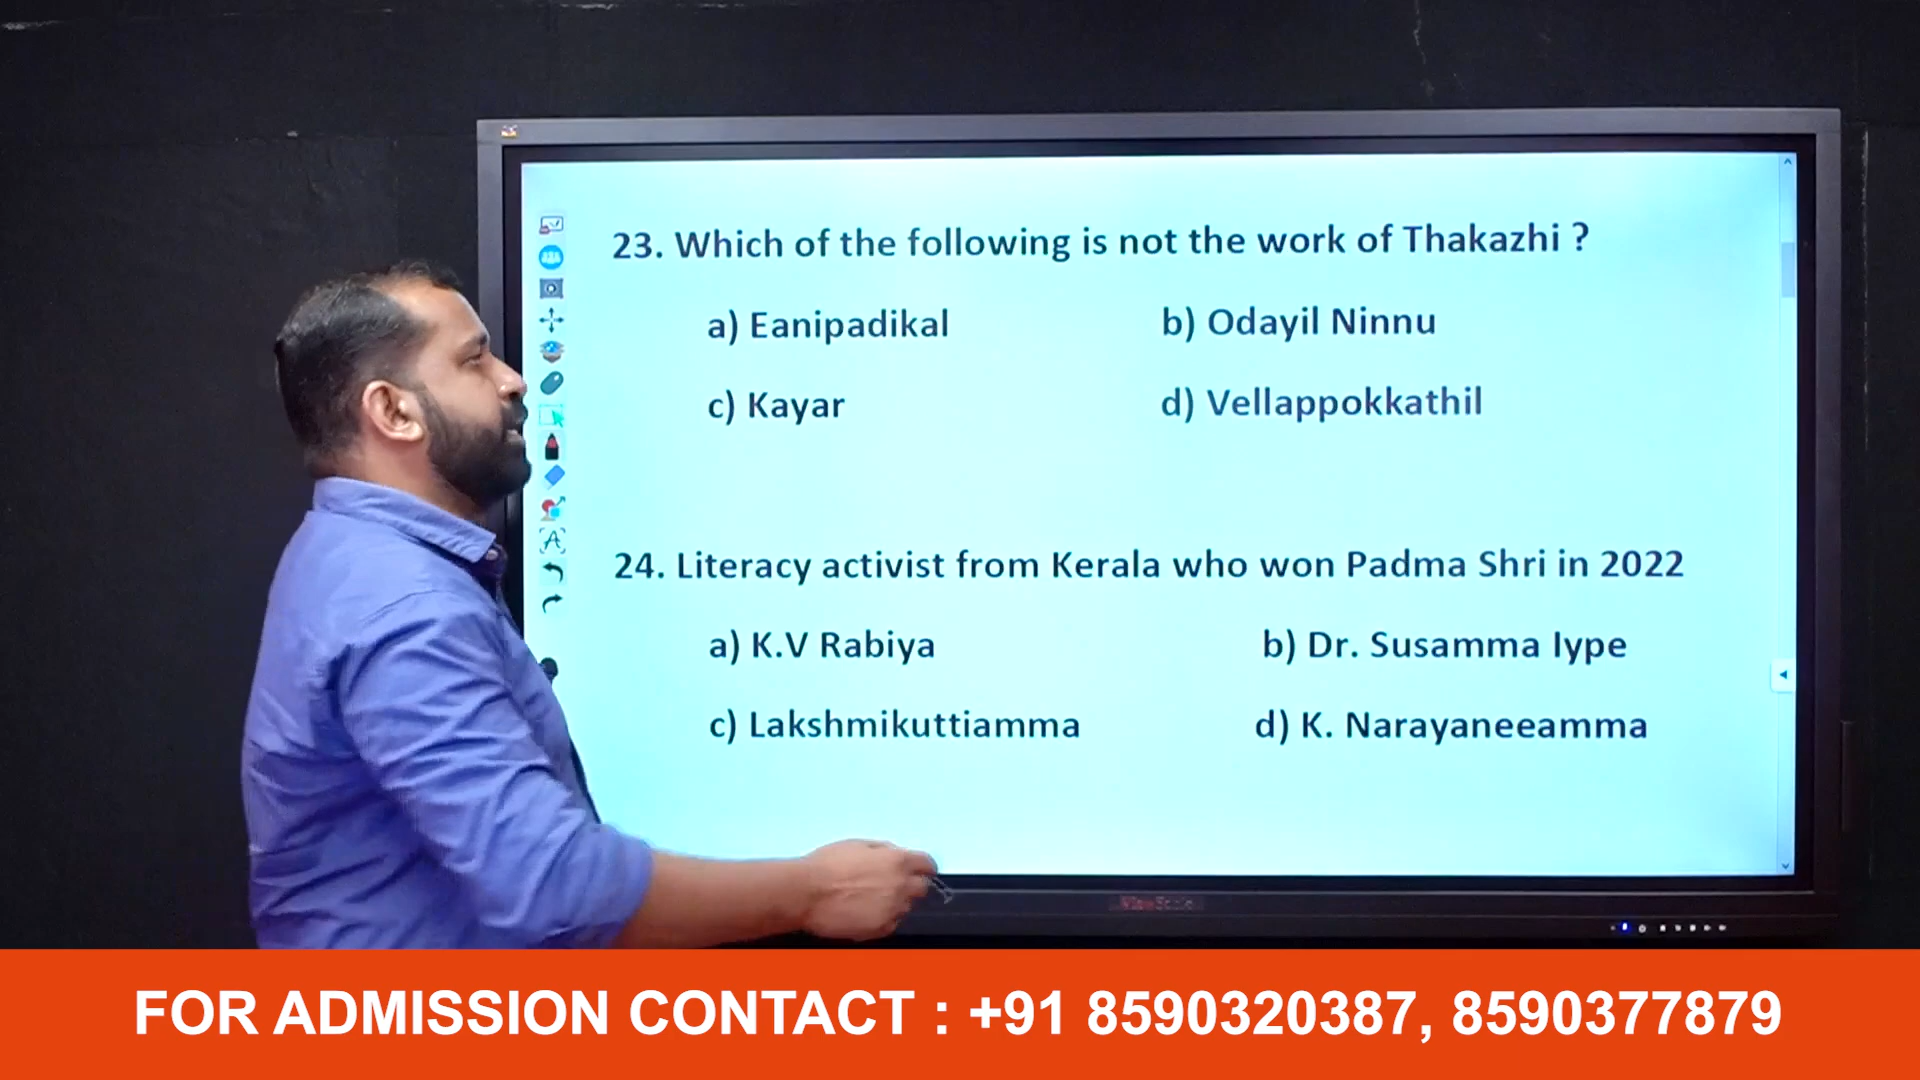 23. Which of the following is not the work of Thakazhi ?
a) Eanipadikal b) Odayil Ninnu
c) Kayar d) Vellappokkathil
24. Literacy activist from Kerala who won Padma Shri in 2022
a) K.V Rabiya b) Dr. Susamma Iype
c) Lakshmikuttiamma d) K. Narayaneeamma
FOR ADMISSION CONTACT : +91 8590320387, 8590377879